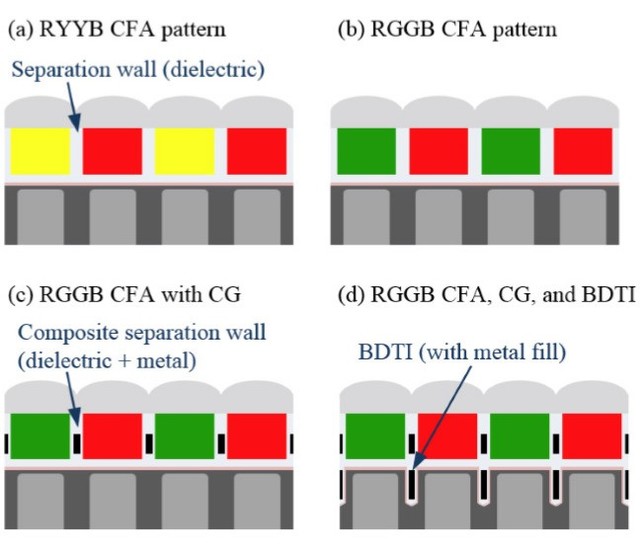 (a) RYYB CFA pattern
Separation wall (dielectric)
(b) RGGB CFA pattern
(c) RGGB CFA with CG
Composite separation wall
(dielectric + metal)
(d) RGGB CFA, CG, and BDTI
BDTI (with metal fill)